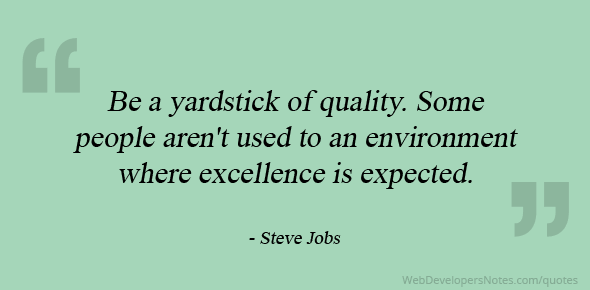 Be a yardstick of quality. Some
people aren't used to an environment
where excellence is expected.
- Steve Jobs
WebDevelopersNotes.com/quotes